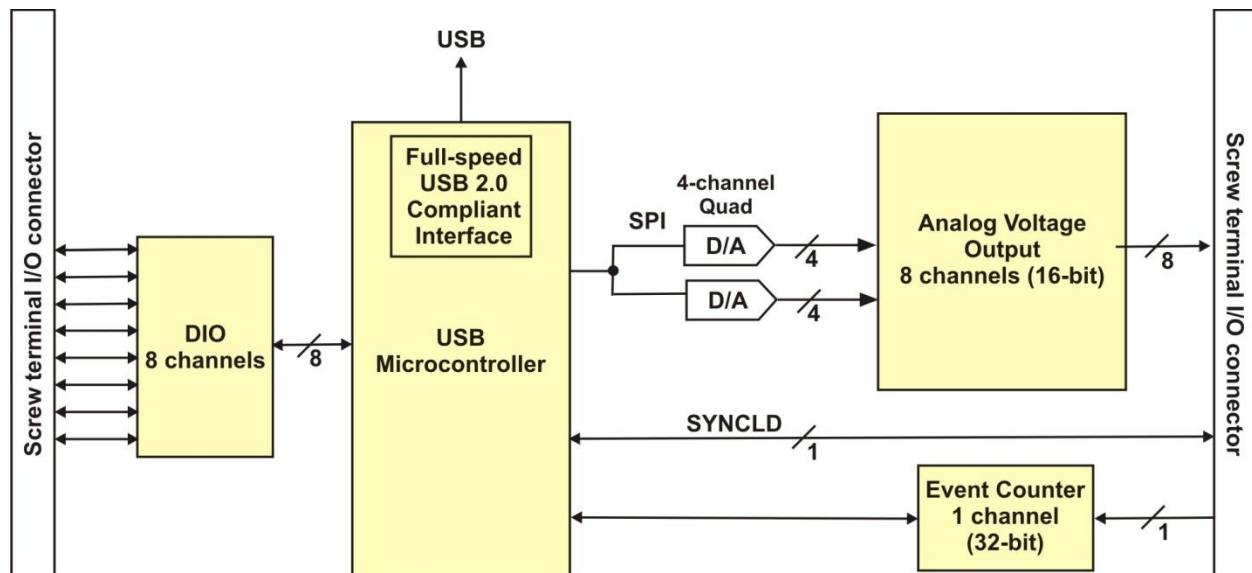 Screw terminal I/O connector
USB
Full-speed
USB 2.0
Compliant
Interface
USB
Microcontroller
DIO
8 channels
8
SPI
4-channel
Quad
D/A
4
D/A
4
Analog Voltage
Output
8 channels (16-bit)
8
SYNCLD
1
Event Counter
1 channel
(32-bit)
1
Screw terminal I/O connector